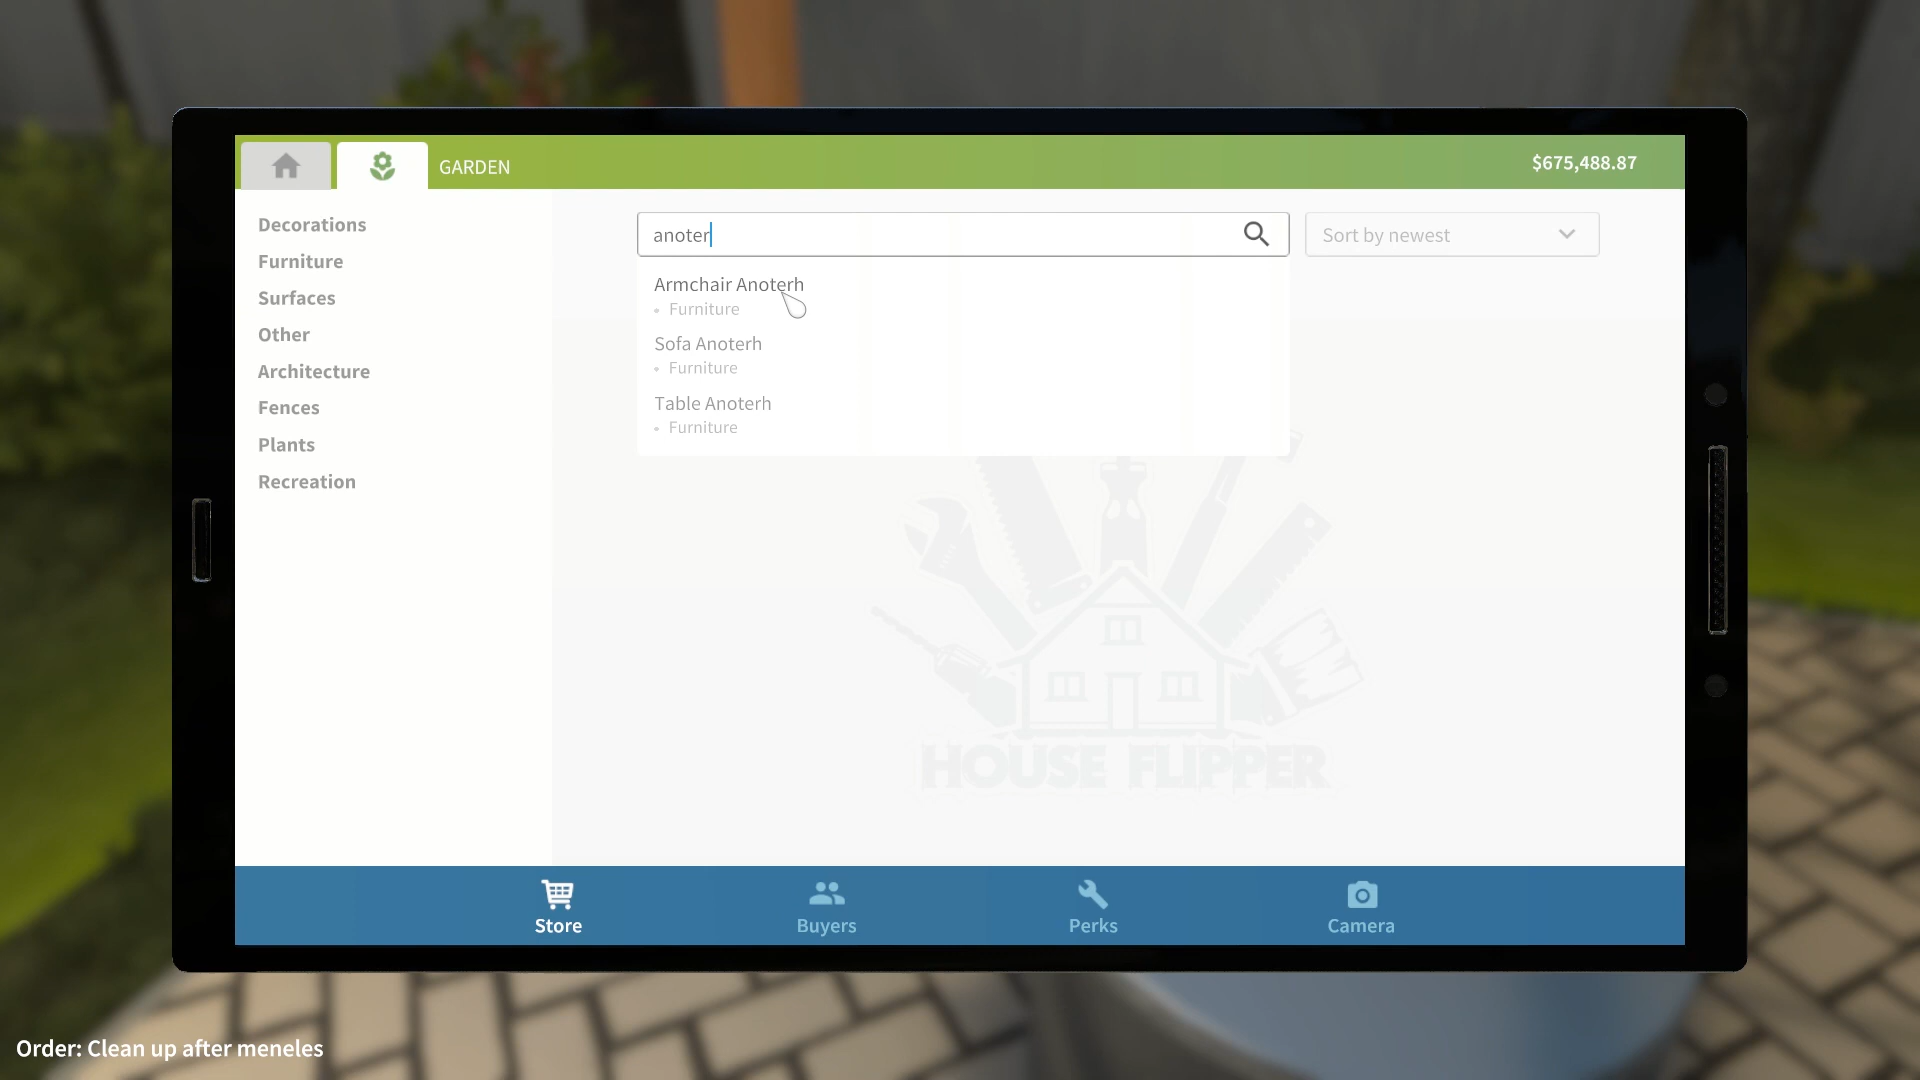 GARDEN
$675,488.87
Decorations
Furniture
Surfaces
Other
Architecture
Fences
Plants
Recreation
anoter
Sort by newest
Armchair Anoterh
• Furniture
Sofa Anoterh
• Furniture
Table Anoterh
• Furniture
HOUSE FLIPPER
Store
Buyers
Perks
Camera
Order: Clean up after meneles